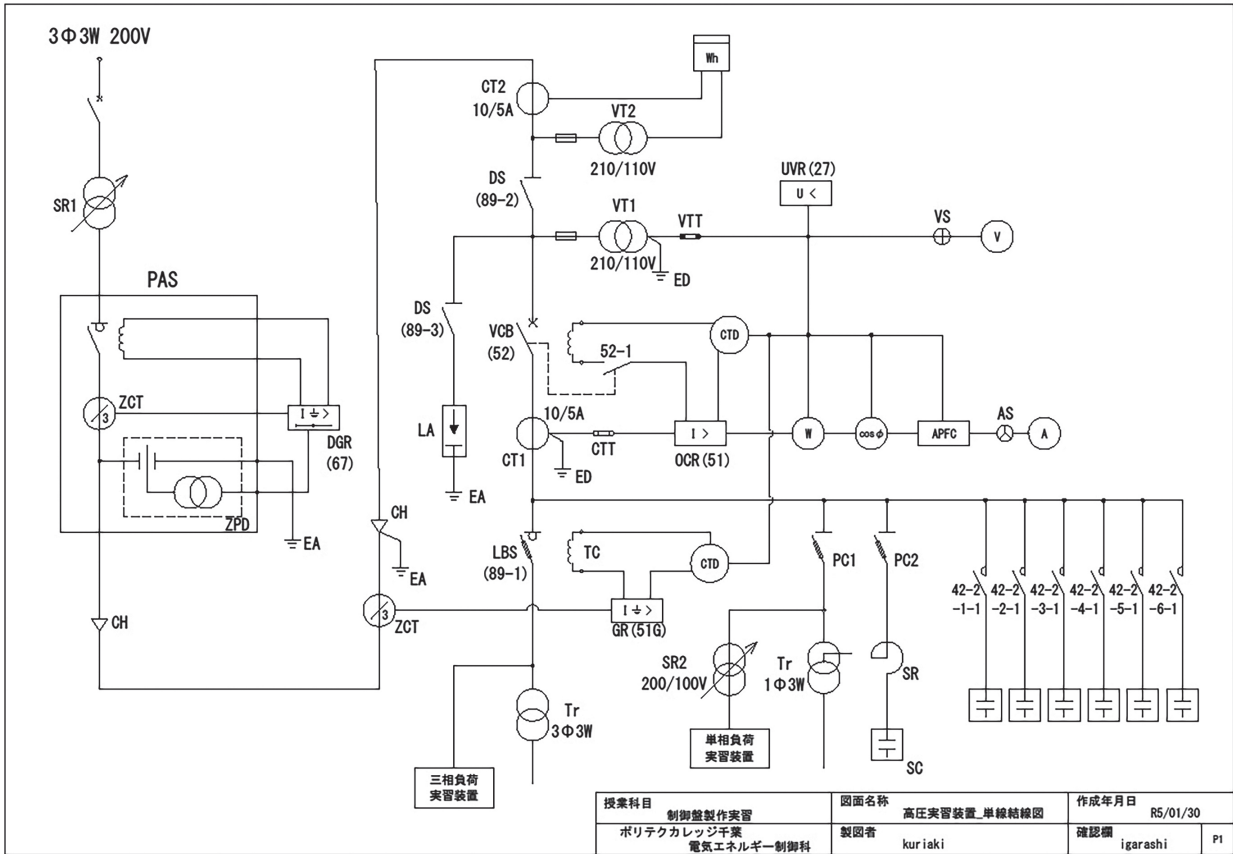 3Φ3W 200V
SR1
PAS
ZCT
3
I ⏚ >
DGR
(67)
ZPD
EA
CH
CH
EA
3
ZCT
CT2
10/5A
Wh
VT2
210/110V
DS
(89-2)
VT1
210/110V
ED
VTT
UVR(27)
U <
VS
V
DS
(89-3)
LA
EA
VCB
(52)
52-1
CTD
10/5A
CT1
ED
CTT
I >
OCR(51)
W
cosφ
APFC
AS
A
LBS
(89-1)
TC
CTD
I ⏚ >
GR(51G)
PC1
PC2
42-2
-1-1
42-2
-2-1
42-2
-3-1
42-2
-4-1
42-2
-5-1
42-2
-6-1
SR2
200/100V
Tr
1Φ3W
SR
SC
Tr
3Φ3W
三相負荷
実習装置
単相負荷
実習装置
授業科目
制御盤製作実習
図面名称
高圧実習装置_単線結線図
作成年月日
R5/01/30
ポリテクカレッジ千葉
電気エネルギー制御科
製図者
kuriaki
確認欄
igarashi
P1